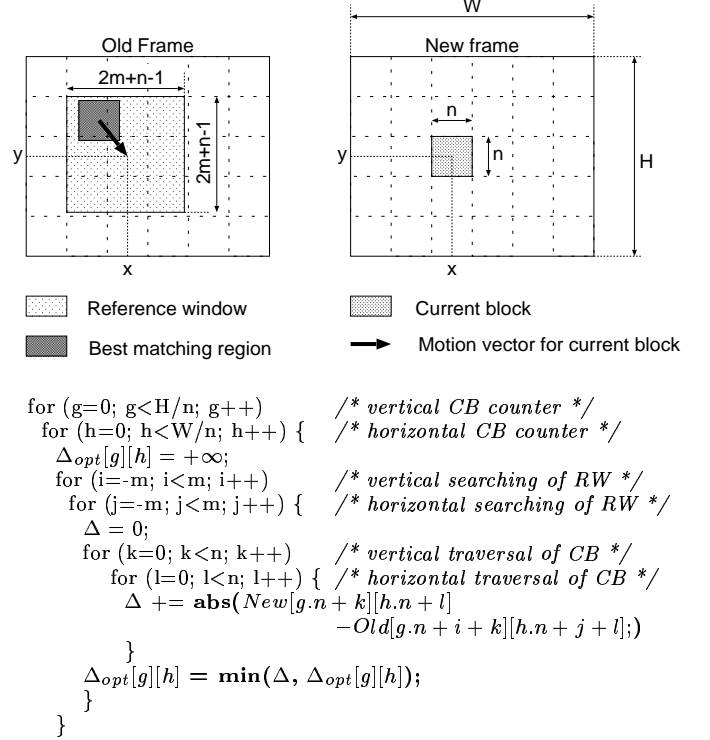 W
Old Frame
New frame
2m+n-1
2m+n-1
n
n
y
y
H
x
x
Reference window
Current block
Best matching region
Motion vector for current block
for (g=0; g<H/n; g++) /* vertical CB counter */
for (h=0; h<W/n; h++) { /* horizontal CB counter */
Δopt[g][h] = +∞;
for (i=-m; i<m; i++) /* vertical searching of RW */
for (j=-m; j<m; j++) { /* horizontal searching of RW */
Δ = 0;
for (k=0; k<n; k++) /* vertical traversal of CB */
for (l=0; l<n; l++) { /* horizontal traversal of CB */
Δ += abs(New[g.n + k][h.n + l]
−Old[g.n + i + k][h.n + j + l];)
}
Δopt[g][h] = min(Δ, Δopt[g][h]);
}
}